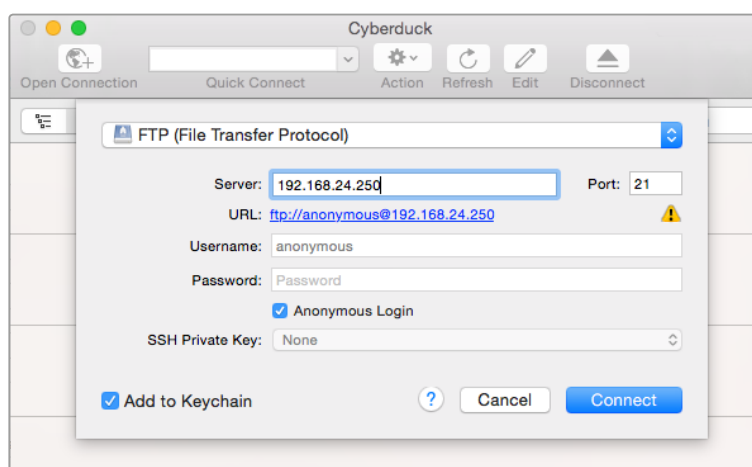 Cyberduck
Open Connection Quick Connect Action Refresh Edit Disconnect
FTP (File Transfer Protocol)
Server: 192.168.24.250 Port: 21
URL: ftp://anonymous@192.168.24.250
Username: anonymous
Password: Password
Anonymous Login
SSH Private Key: None
Add to Keychain ? Cancel Connect